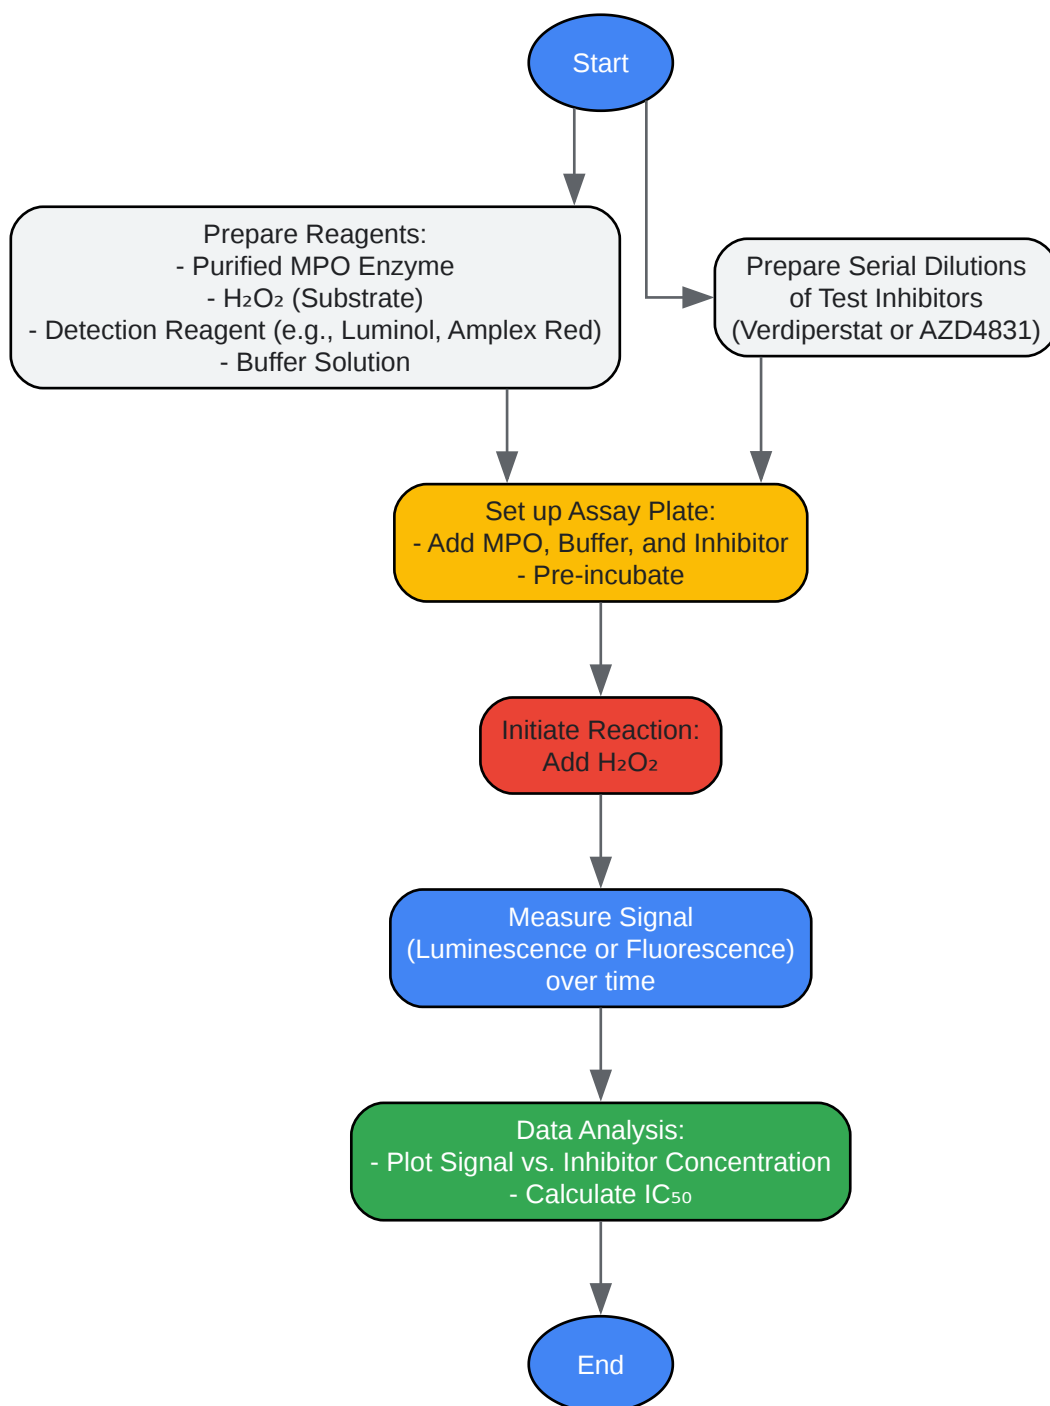 Start
Prepare Reagents:
- Purified MPO Enzyme
- H₂O₂ (Substrate)
- Detection Reagent (e.g., Luminol, Amplex Red)
- Buffer Solution
Prepare Serial Dilutions
of Test Inhibitors
(Verdiperstat or AZD4831)
Set up Assay Plate:
- Add MPO, Buffer, and Inhibitor
- Pre-incubate
Initiate Reaction:
Add H₂O₂
Measure Signal
(Luminescence or Fluorescence)
over time
Data Analysis:
- Plot Signal vs. Inhibitor Concentration
- Calculate IC₅₀
End